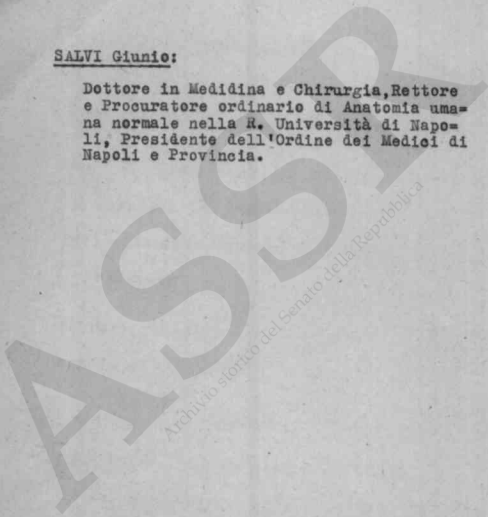 SALVI Giunio:
Dottore in Medidina e Chirurgia,Rettore
e Procuratore ordinario di Anatomia uma=
na normale nella R. Università di Napo=
li, Presidente dell'Ordine dei Medici di
Napoli e Provincia.
ASSR
Archivio storico del Senato della Repubblica